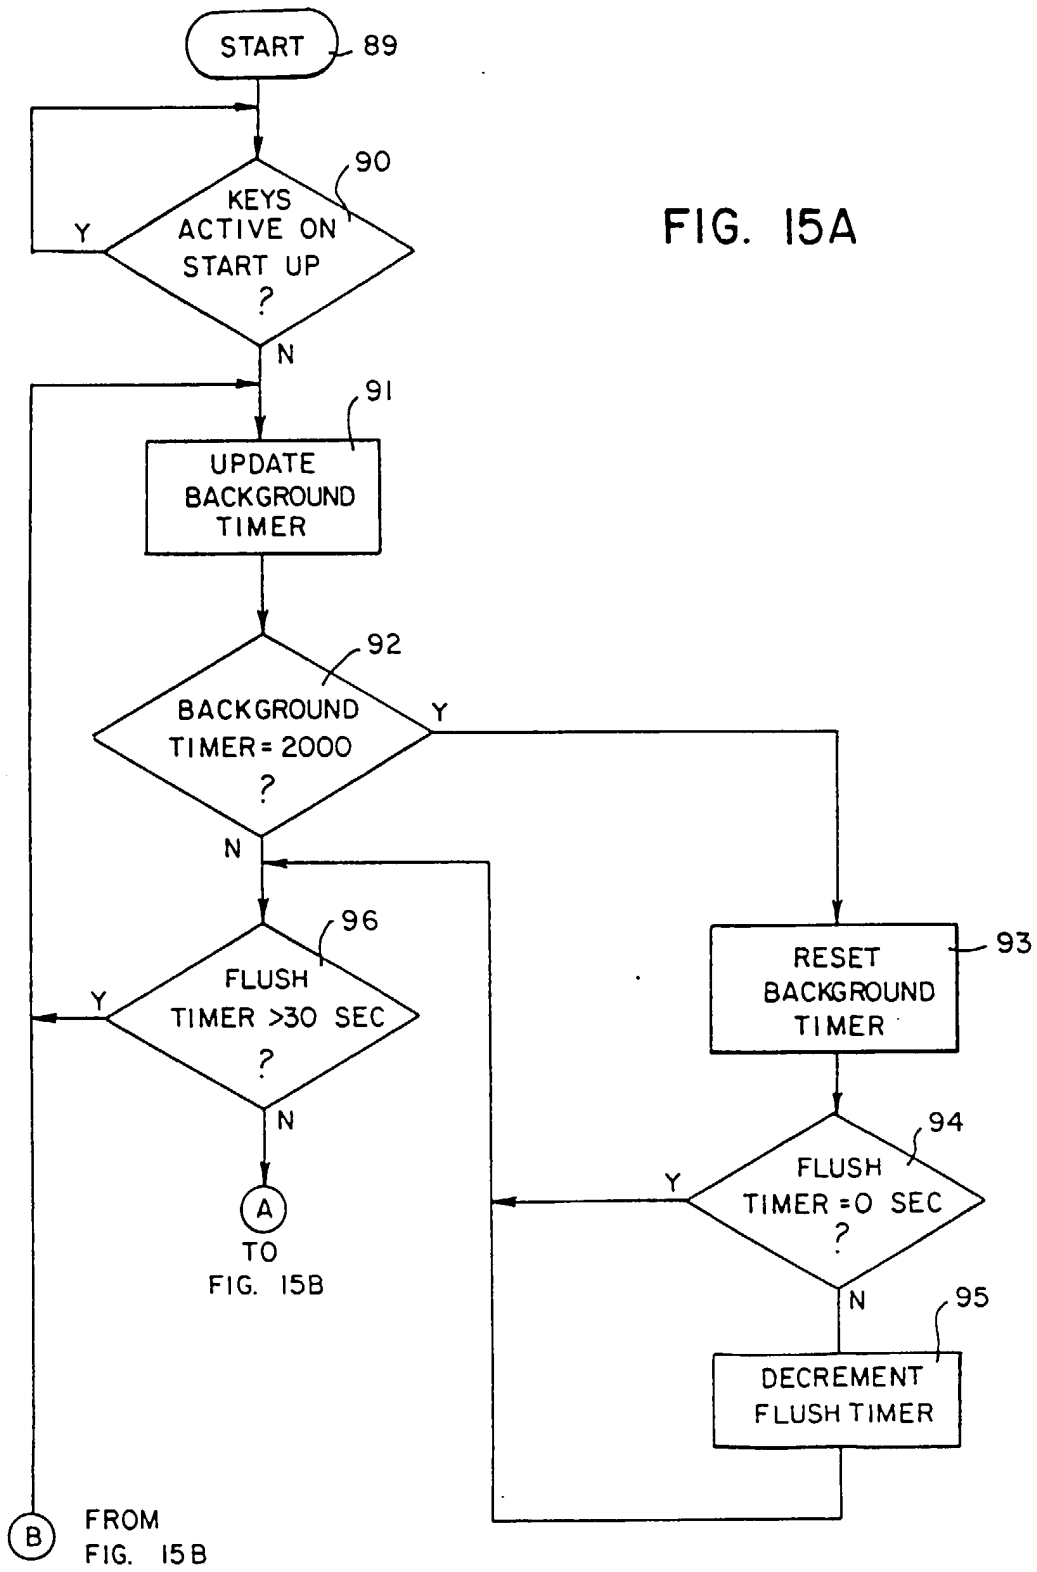 START
89
90
KEYS
ACTIVE ON
START UP
?
Y
N
FIG. 15A
91
UPDATE
BACKGROUND
TIMER
92
BACKGROUND
TIMER=2000
?
Y
N
96
FLUSH
TIMER >30 SEC
?
Y
N
93
RESET
BACKGROUND
TIMER
94
FLUSH
TIMER=0 SEC
?
Y
N
A
TO
FIG. 15B
95
DECREMENT
FLUSH TIMER
B
FROM
FIG. 15B